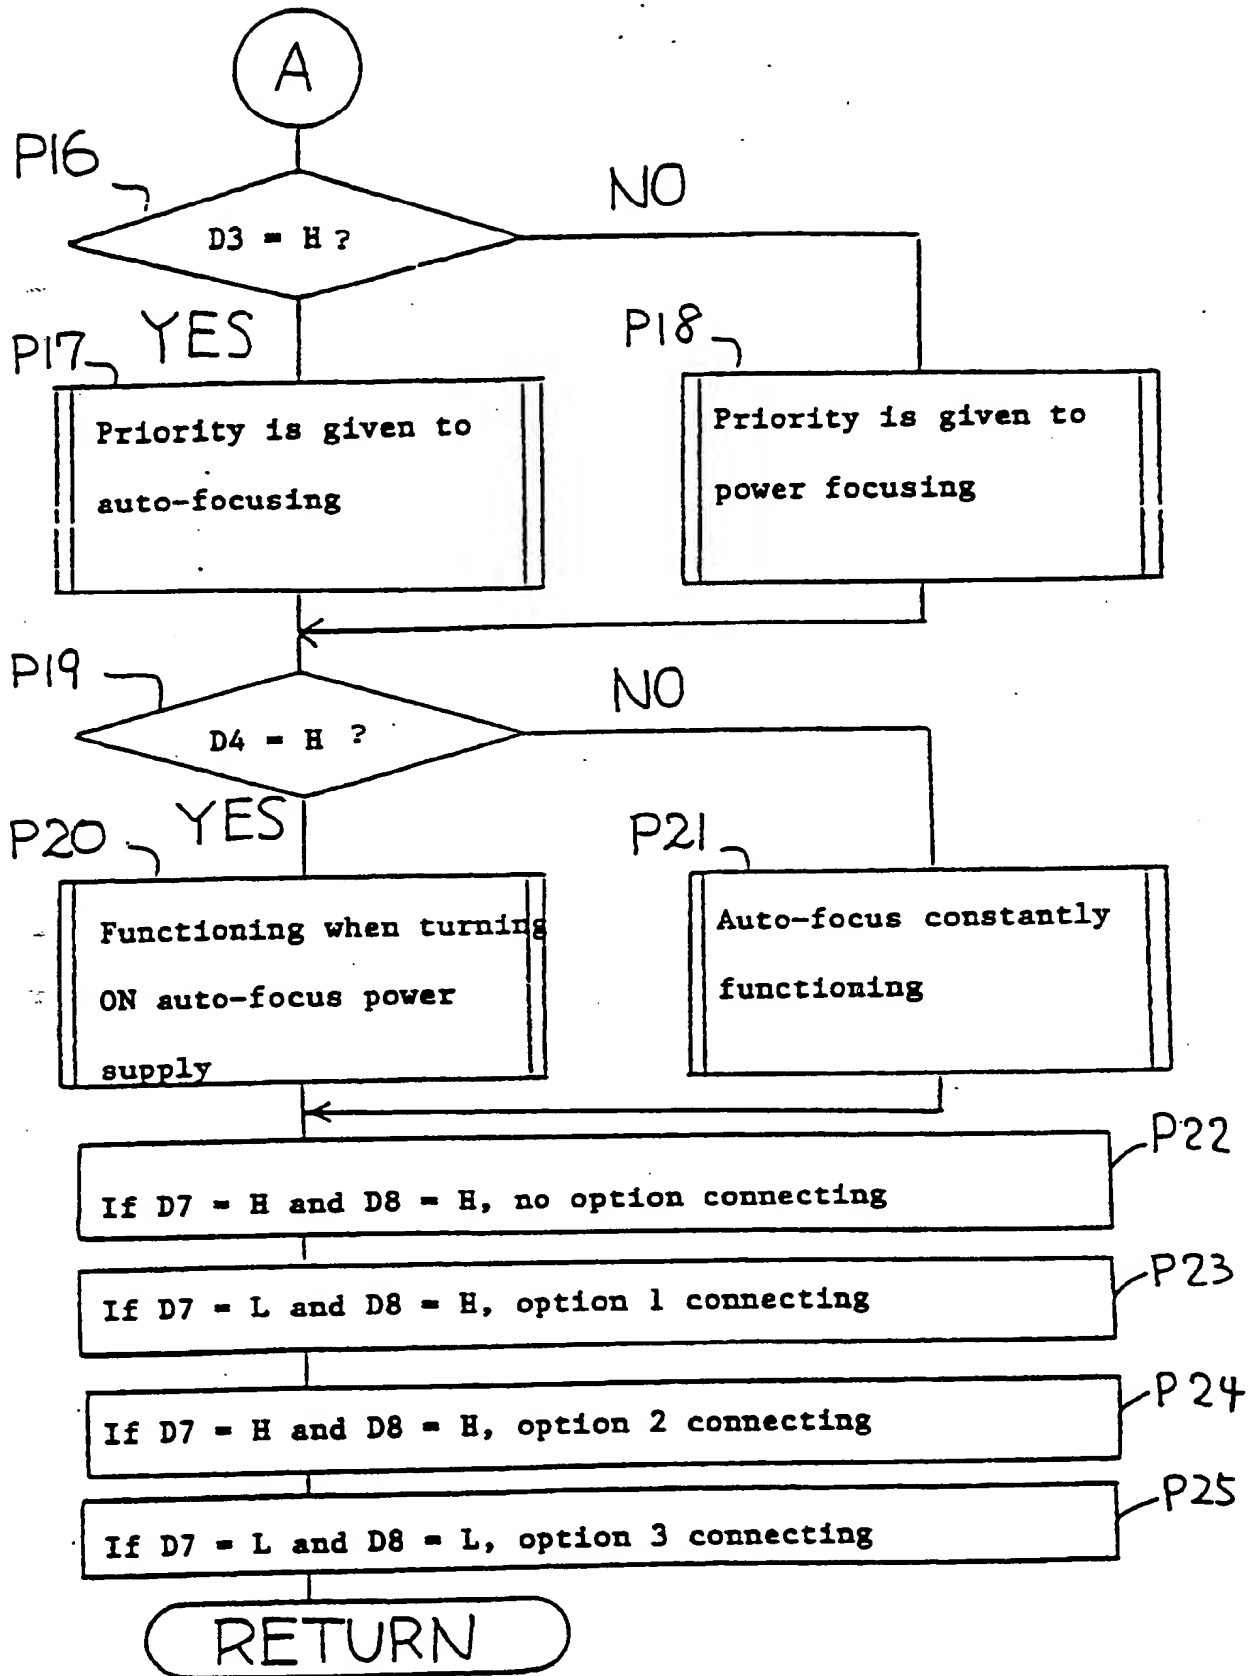 A
P16
D3 = H ?
NO
YES
P17
P18
Priority is given to
auto-focusing
Priority is given to
power focusing
P19
D4 = H ?
NO
YES
P20
P21
Functioning when turning
ON auto-focus power
supply
Auto-focus constantly
functioning
P22
If D7 = H and D8 = H, no option connecting
P23
If D7 = L and D8 = H, option 1 connecting
P24
If D7 = H and D8 = H, option 2 connecting
P25
If D7 = L and D8 = L, option 3 connecting
RETURN